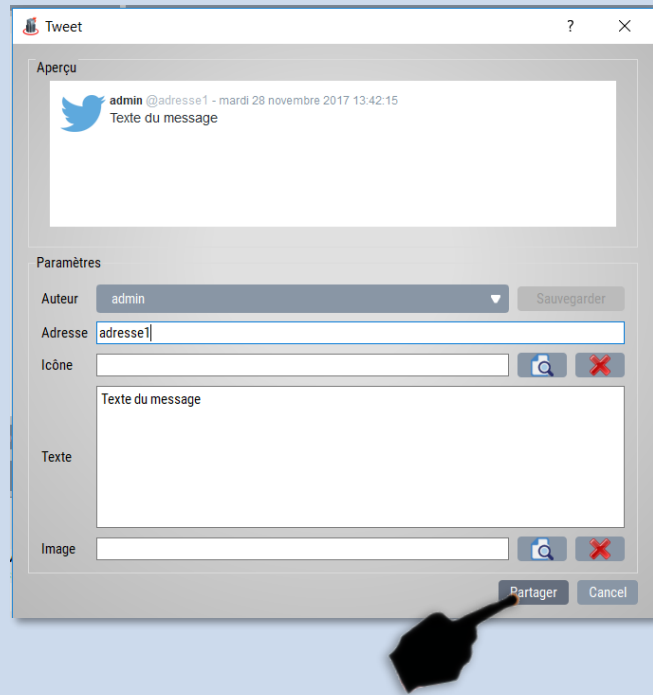 Tweet
Aperçu
admin @adresse1 - mardi 28 novembre 2017 13:42:15
Texte du message
Paramètres
Auteur admin Sauvegarder
Adresse adresse1
Icône
Texte du message
Texte
Image
Partager Cancel